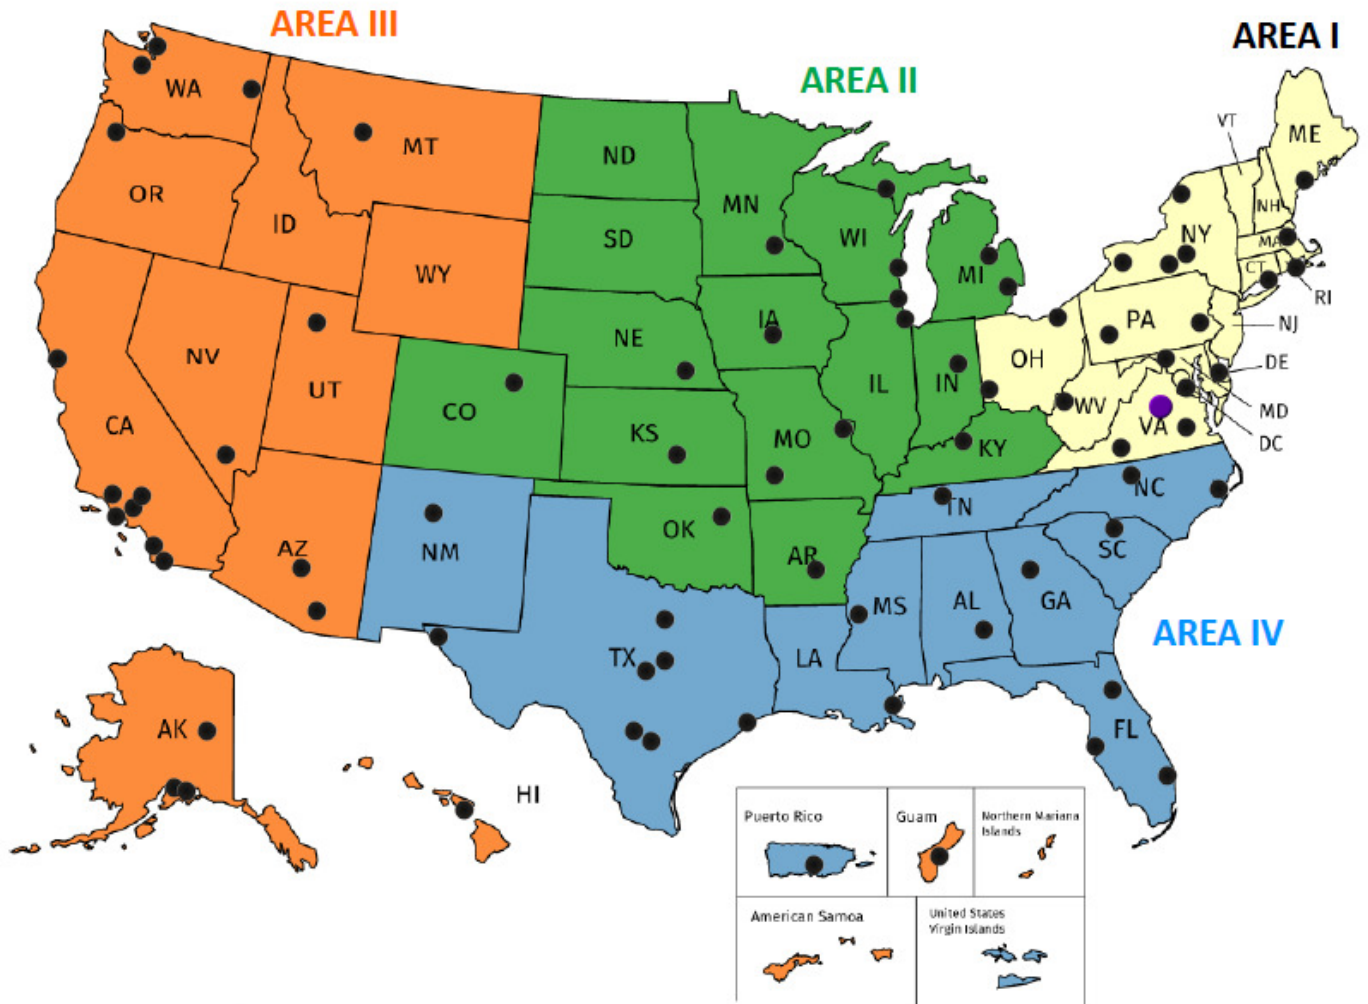 AREA III
AREA I
AREA II
WA
MT
ND
MN
VT
ME
OR
ID
SD
WI
MI
NY
NH
MA
CT
RI
WY
NE
IA
PA
NJ
NV
UT
CO
IL
IN
OH
DE
WV
MD
VA
DC
CA
KS
MO
KY
AZ
NM
OK
AR
TN
NC
SC
MS
AL
GA
AREA IV
TX
LA
FL
AK
HI
Puerto Rico
Guam
Northern Mariana
Islands
American Samoa
United States
Virgin Islands